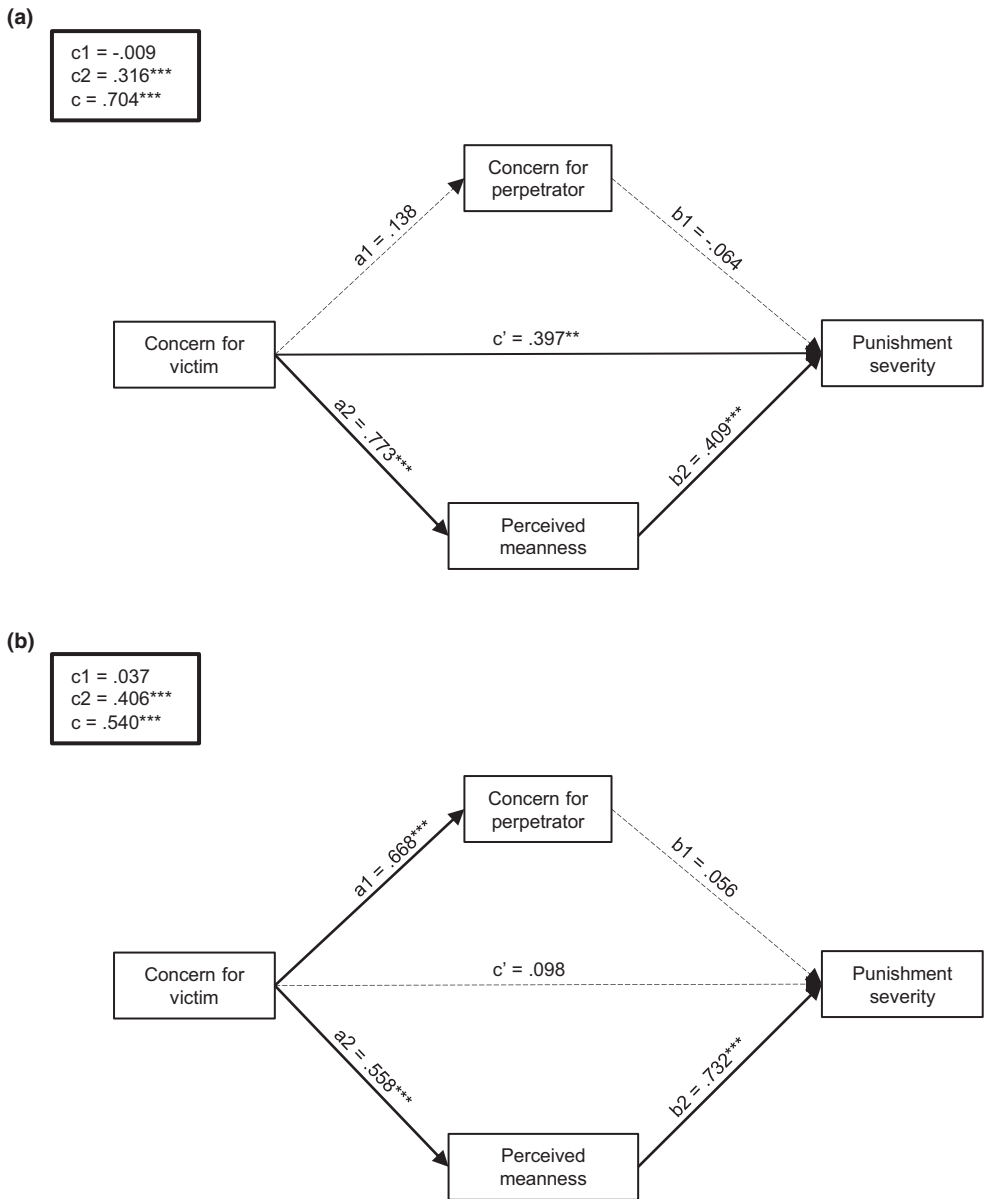 (a)
c1 = -.009
c2 = .316***
c = .704***
Concern for
perpetrator
a1 = .138
b1 = -.064
Concern for
victim
c’ = .397**
Punishment
severity
a2 = .773***
b2 = .409***
Perceived
meanness
(b)
c1 = .037
c2 = .406***
c = .540***
Concern for
perpetrator
a1 = .668***
b1 = .056
Concern for
victim
c’ = .098
Punishment
severity
a2 = .558***
b2 = .732***
Perceived
meanness